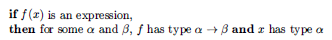 if f(x) is an expression,
then for some α and β, f has type α → β and x has type α